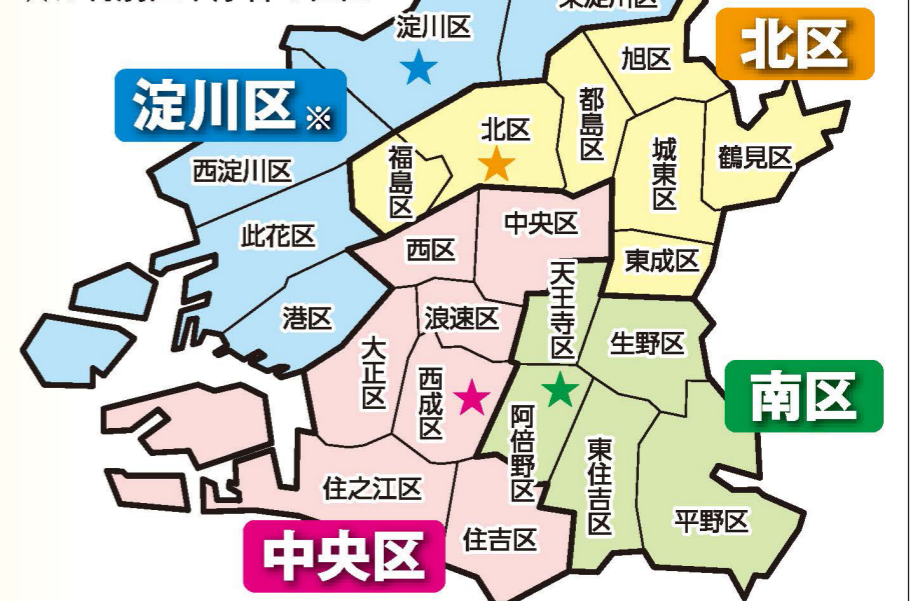 東淀川区
淀川区
旭区
北区
淀川区※
都島区
北区
福島区
城東区
鶴見区
西淀川区
中央区
此花区
西区
東成区
天王寺区
港区
浪速区
生野区
大正区
西成区
南区
阿倍野区
東住吉区
住之江区
平野区
住吉区
中央区